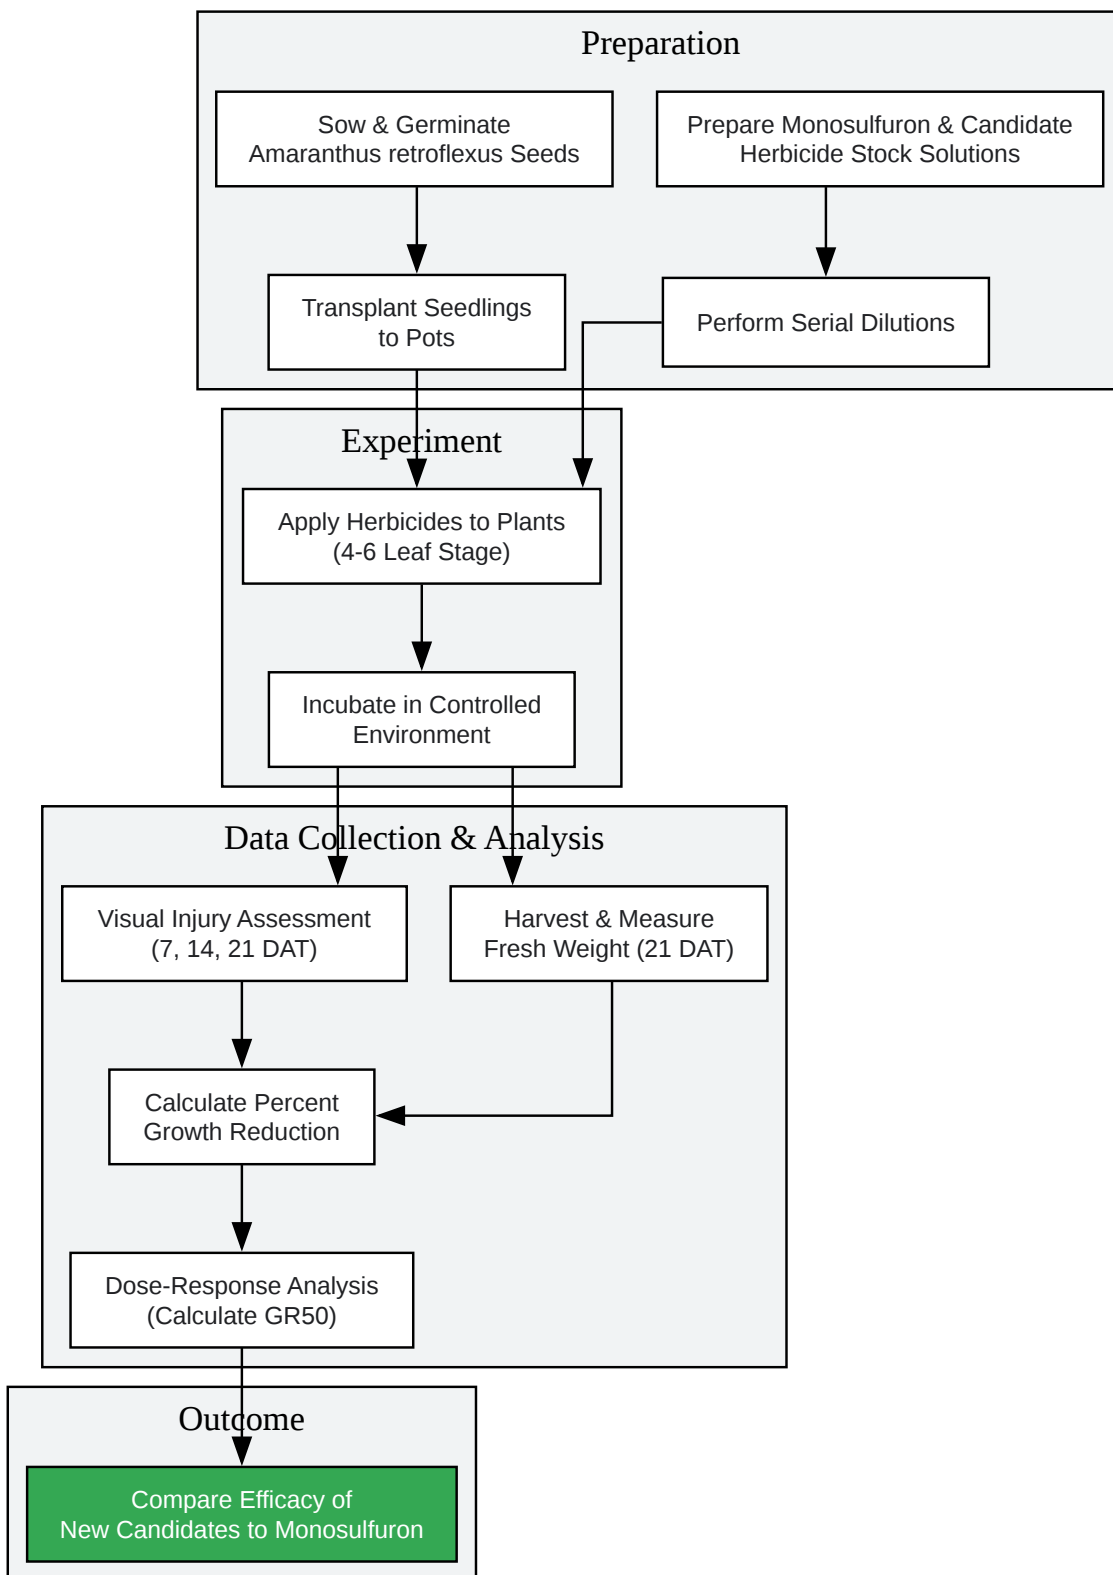 Preparation
Sow & Germinate
Amaranthus retroflexus Seeds
Prepare Monosulfuron & Candidate
Herbicide Stock Solutions
Transplant Seedlings
to Pots
Perform Serial Dilutions
Experiment
Apply Herbicides to Plants
(4-6 Leaf Stage)
Incubate in Controlled
Environment
Data Collection & Analysis
Visual Injury Assessment
(7, 14, 21 DAT)
Harvest & Measure
Fresh Weight (21 DAT)
Calculate Percent
Growth Reduction
Dose-Response Analysis
(Calculate GR50)
Outcome
Compare Efficacy of
New Candidates to Monosulfuron